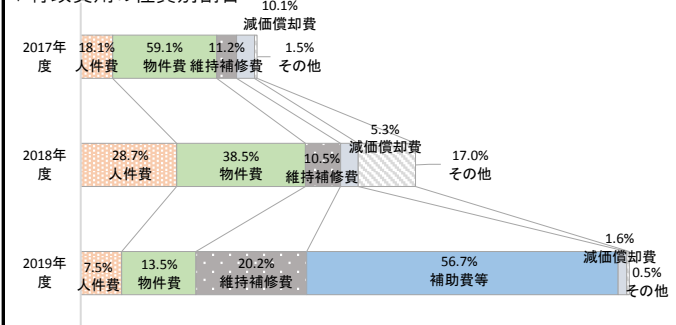 10.1%
減価償却費
2017年
度
18.1%
人件費
59.1%
物件費
11.2%
維持補修費
1.5%
その他
5.3%
減価償却費
2018年
度
28.7%
人件費
38.5%
物件費
10.5%
維持補修費
17.0%
その他
1.6%
減価償却費
2019年
度
7.5%
人件費
13.5%
物件費
20.2%
維持補修費
56.7%
補助費等
0.5%
その他